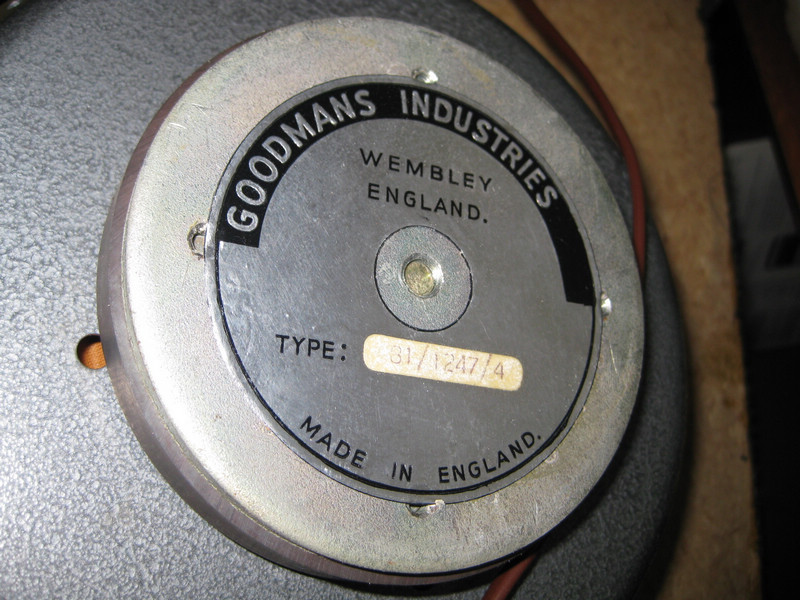 GOODMANS INDUSTRIES
WEMBLEY
ENGLAND.
TYPE: 81/1247/4
MADE IN ENGLAND.